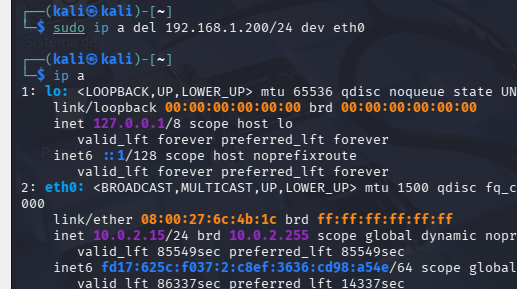 ┌──(kali㉿kali)-[~]
└─$ sudo ip a del 192.168.1.200/24 dev eth0
┌──(kali㉿kali)-[~]
└─$ ip a
1: lo: <LOOPBACK,UP,LOWER_UP> mtu 65536 qdisc noqueue state UN
link/loopback 00:00:00:00:00:00 brd 00:00:00:00:00:00
inet 127.0.0.1/8 scope host lo
valid_lft forever preferred_lft forever
inet6 ::1/128 scope host noprefixroute
valid_lft forever preferred_lft forever
2: eth0: <BROADCAST,MULTICAST,UP,LOWER_UP> mtu 1500 qdisc fq_c
000
link/ether 08:00:27:6c:4b:1c brd ff:ff:ff:ff:ff:ff
inet 10.0.2.15/24 brd 10.0.2.255 scope global dynamic nopr
valid_lft 85549sec preferred_lft 85549sec
inet6 fd17:625c:f037:2:c8ef:3636:cd98:a54e/64 scope global
valid_lft 86337sec preferred_lft 14337sec